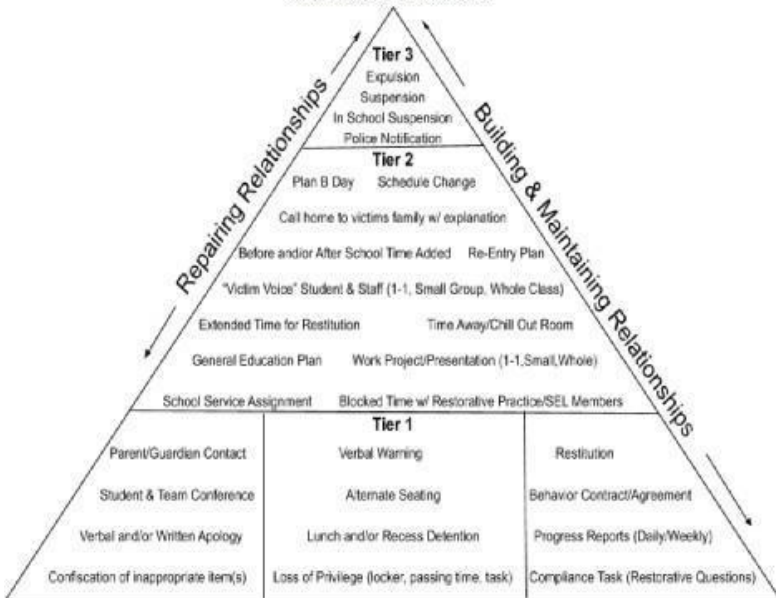 Tier 3
Expulsion
Suspension
In School Suspension
Police Notification
Tier 2
Plan B Day Schedule Change
Call home to victims family w/ explanation
Before and/or After School Time Added Re-Entry Plan
"Victim Voice" Student & Staff (1-1, Small Group, Whole Class)
Extended Time for Restitution Time Away/Chill Out Room
General Education Plan Work Project/Presentation (1-1,Small,Whole)
School Service Assignment Blocked Time w/ Restorative Practice/SEL Members
Repairing Relationships
Building & Maintaining Relationships
Tier 1
Parent/Guardian Contact Verbal Warning Restitution
Student & Team Conference Alternate Seating Behavior Contract/Agreement
Verbal and/or Written Apology Lunch and/or Recess Detention Progress Reports (Daily/Weekly)
Confiscation of inappropriate item(s) Loss of Privilege (locker, passing time, task) Compliance Task (Restorative Questions)